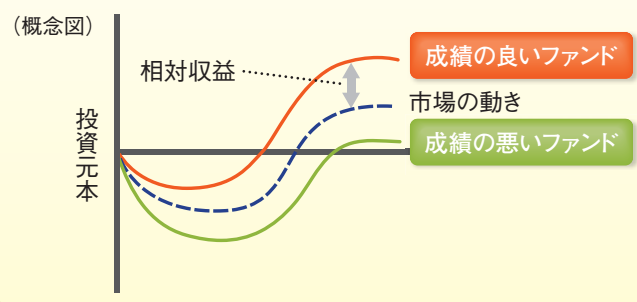 （概念図）
成績の良いファンド
相対収益
市場の動き
投資元本
成績の悪いファンド